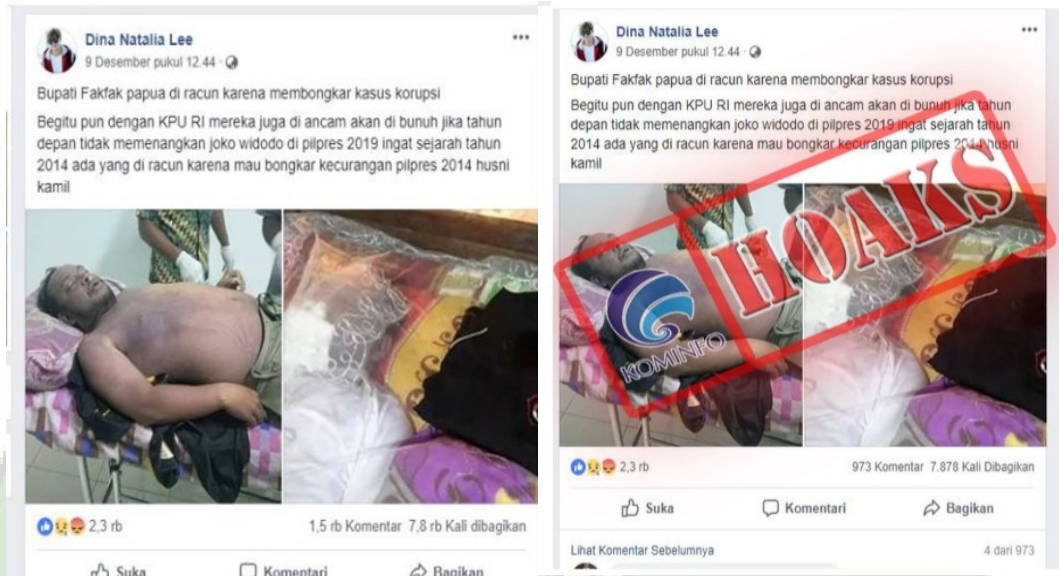 Dina Natalia Lee
9 Desember pukul 12.44 ·
Bupati Fakfak papua di racun karena membongkar kasus korupsi
Begitu pun dengan KPU RI mereka juga di ancam akan di bunuh jika tahun
depan tidak memenangkan joko widodo di pilpres 2019 ingat sejarah tahun
2014 ada yang di racun karena mau bongkar kecurangan pilpres 2014 husni
kamil
2,3 rb
1,5 rb Komentar 7,8 rb Kali dibagikan
Suka
Komentari
Bagikan
Dina Natalia Lee
9 Desember pukul 12.44 ·
Bupati Fakfak papua di racun karena membongkar kasus korupsi
Begitu pun dengan KPU RI mereka juga di ancam akan di bunuh jika tahun
depan tidak memenangkan joko widodo di pilpres 2019 ingat sejarah tahun
2014 ada yang di racun karena mau bongkar kecurangan pilpres 2014 husni
kamil
HOAKS
KOMINFO
2,3 rb
973 Komentar 7.878 Kali Dibagikan
Suka
Komentari
Bagikan
Lihat Komentar Sebelumnya
4 dari 973